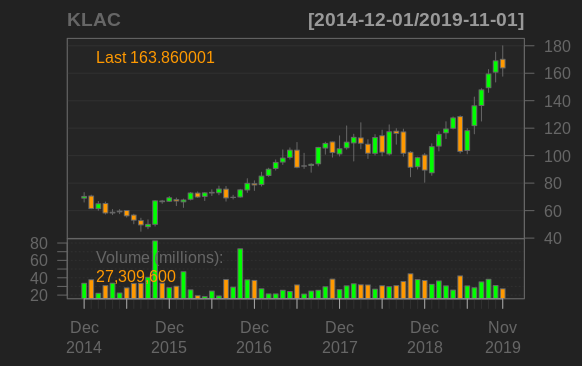 KLAC [2014-12-01/2019-11-01]
Last 163.860001
180
160
140
120
100
80
60
40
Volume (millions):
27,309,600
80
60
40
20
Dec Dec Dec Dec Dec Nov
2014 2015 2016 2017 2018 2019